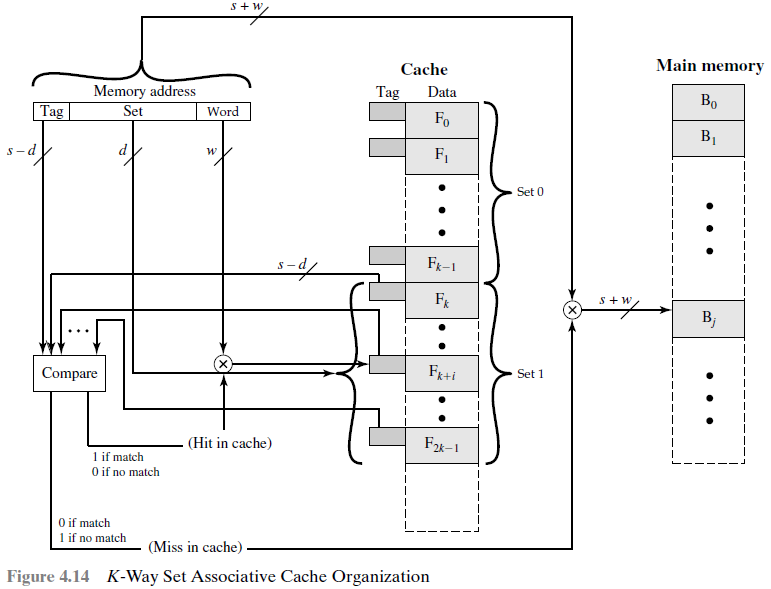 s + w
Cache
Main memory
Memory address
Tag Data
Tag Set Word
F0
B0
s – d
d
w
F1
B1
Set 0
s – d
Fk–1
Fk
s + w
Bj
Compare
Fk+i
Set 1
(Hit in cache)
F2k–1
1 if match
0 if no match
0 if match
1 if no match
(Miss in cache)
Figure 4.14 K-Way Set Associative Cache Organization